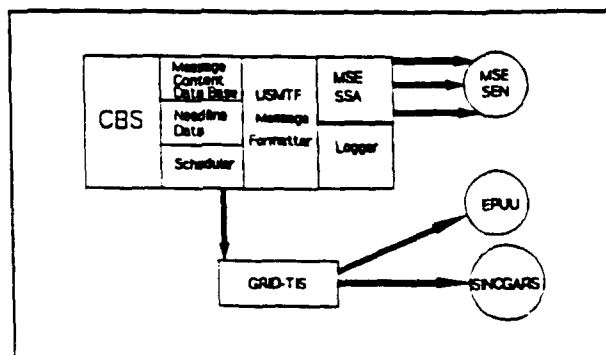 CBS
Message
Content
Data Base
Needline
Data
Scheduler
USMTF
Message
Formatter
MSE
SSA
Logger
MSE
SEN
EPUU
GRID-TIS
SINCGARS